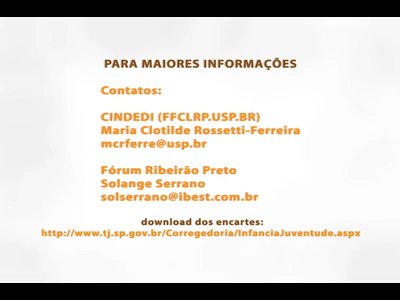 PARA MAIORES INFORMAÇÕES
Contatos:
CINDEDI (FFCLRP.USP.BR)
Maria Clotilde Rossetti-Ferreira
mcrferre@usp.br
Fórum Ribeirão Preto
Solange Serrano
solserrano@ibest.com.br
download dos encartes:
http://www.tj.sp.gov.br/Corregedoria/InfanciaJuventude.aspx